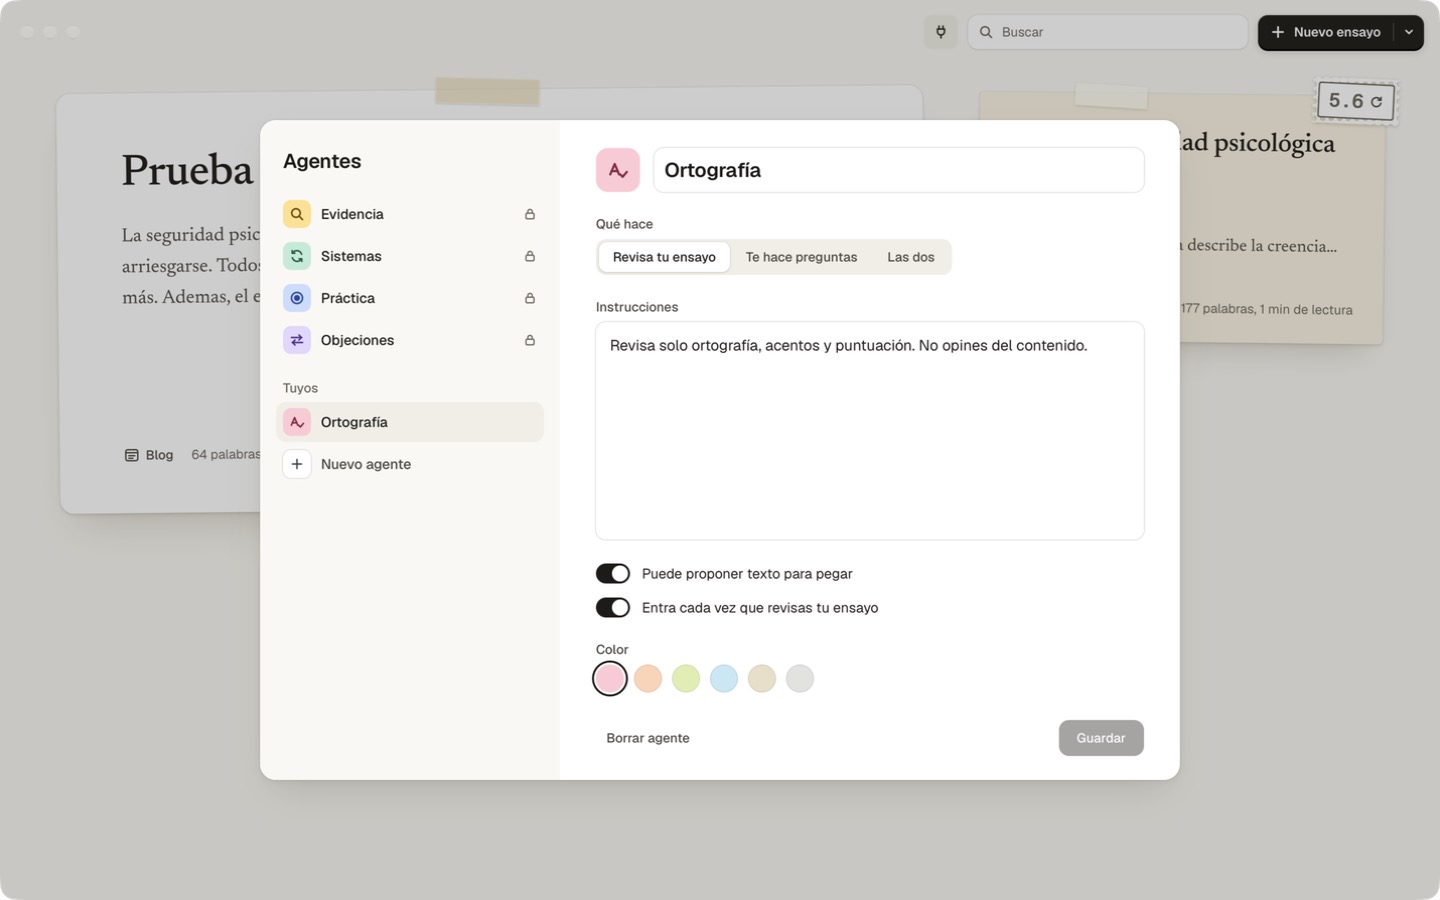 Buscar
Nuevo ensayo
5.6
Prueba
La seguridad psic
arriesgarse. Todos
más. Ademas, el e
Blog
64 palabras
dad psicológica
a describe la creencia...
177 palabras, 1 min de lectura
Agentes
Evidencia
Sistemas
Práctica
Objeciones
Tuyos
Ortografía
Nuevo agente
Ortografía
Qué hace
Revisa tu ensayo
Te hace preguntas
Las dos
Instrucciones
Revisa solo ortografía, acentos y puntuación. No opines del contenido.
Puede proponer texto para pegar
Entra cada vez que revisas tu ensayo
Color
Borrar agente
Guardar